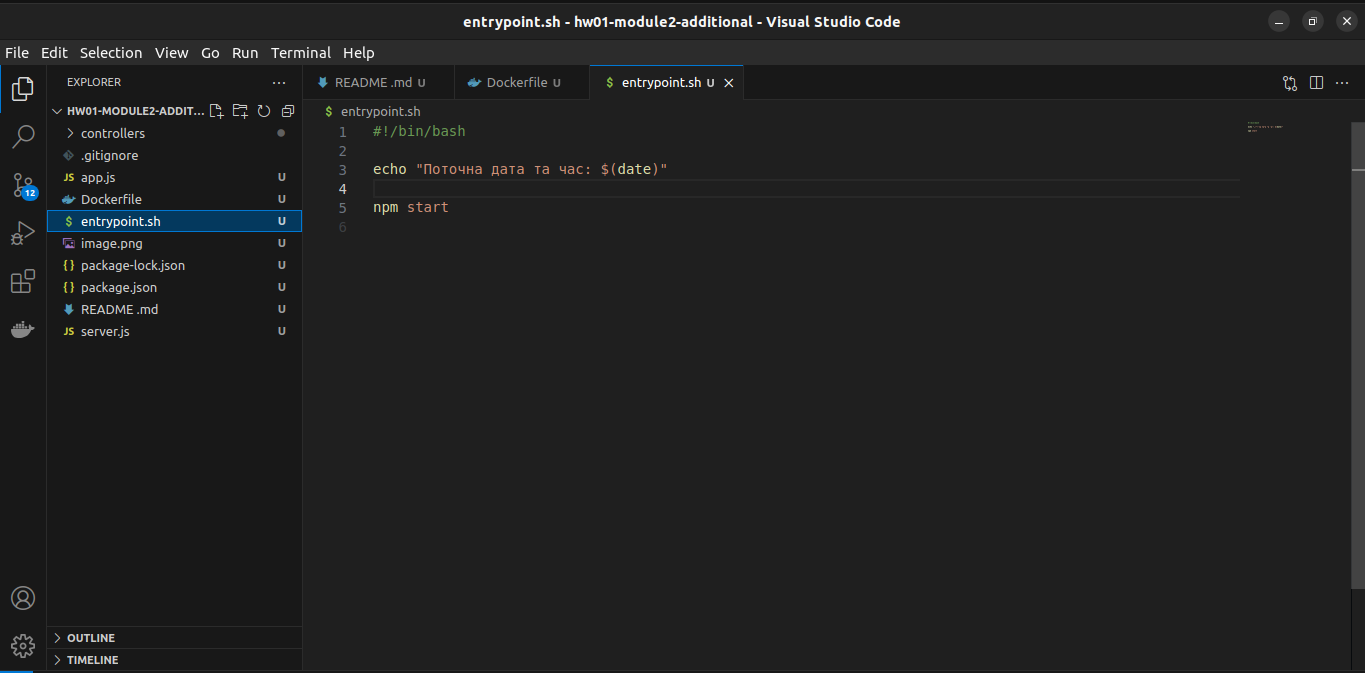 entrypoint.sh - hw01-module2-additional - Visual Studio Code
File Edit Selection View Go Run Terminal Help
EXPLORER
HW01-MODULE2-ADDIT...
controllers
.gitignore
JS app.js U
Dockerfile U
$ entrypoint.sh U
image.png U
{} package-lock.json U
{} package.json U
README .md U
JS server.js U
12
OUTLINE
TIMELINE
README .md U
Dockerfile U
$ entrypoint.sh U
$ entrypoint.sh
1 #!/bin/bash
2
3 echo "Поточна дата та час: $(date)"
4
5 npm start
6